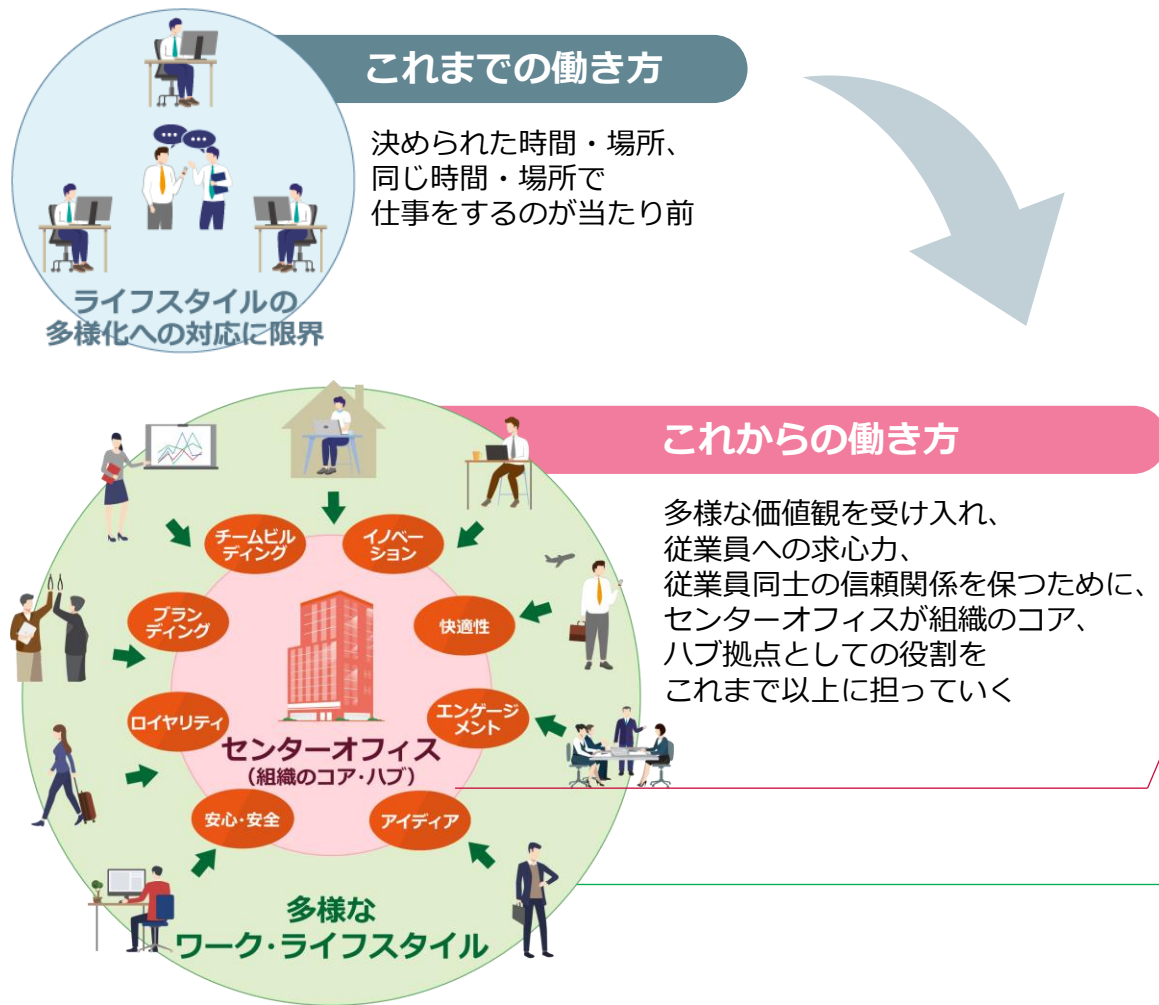 これまでの働き方
決められた時間・場所、
同じ時間・場所で
仕事をするのが当たり前
ライフスタイルの
多様化への対応に限界
これからの働き方
多様な価値観を受け入れ、
従業員への求心力、
従業員同士の信頼関係を保つために、
センターオフィスが組織のコア、
ハブ拠点としての役割を
これまで以上に担っていく
チームビル
ディング
イノベー
ション
ブラン
ディング
快適性
ロイヤリティ
エンゲージ
メント
センターオフィス
（組織のコア・ハブ）
安心・安全
アイディア
多様な
ワーク・ライフスタイル